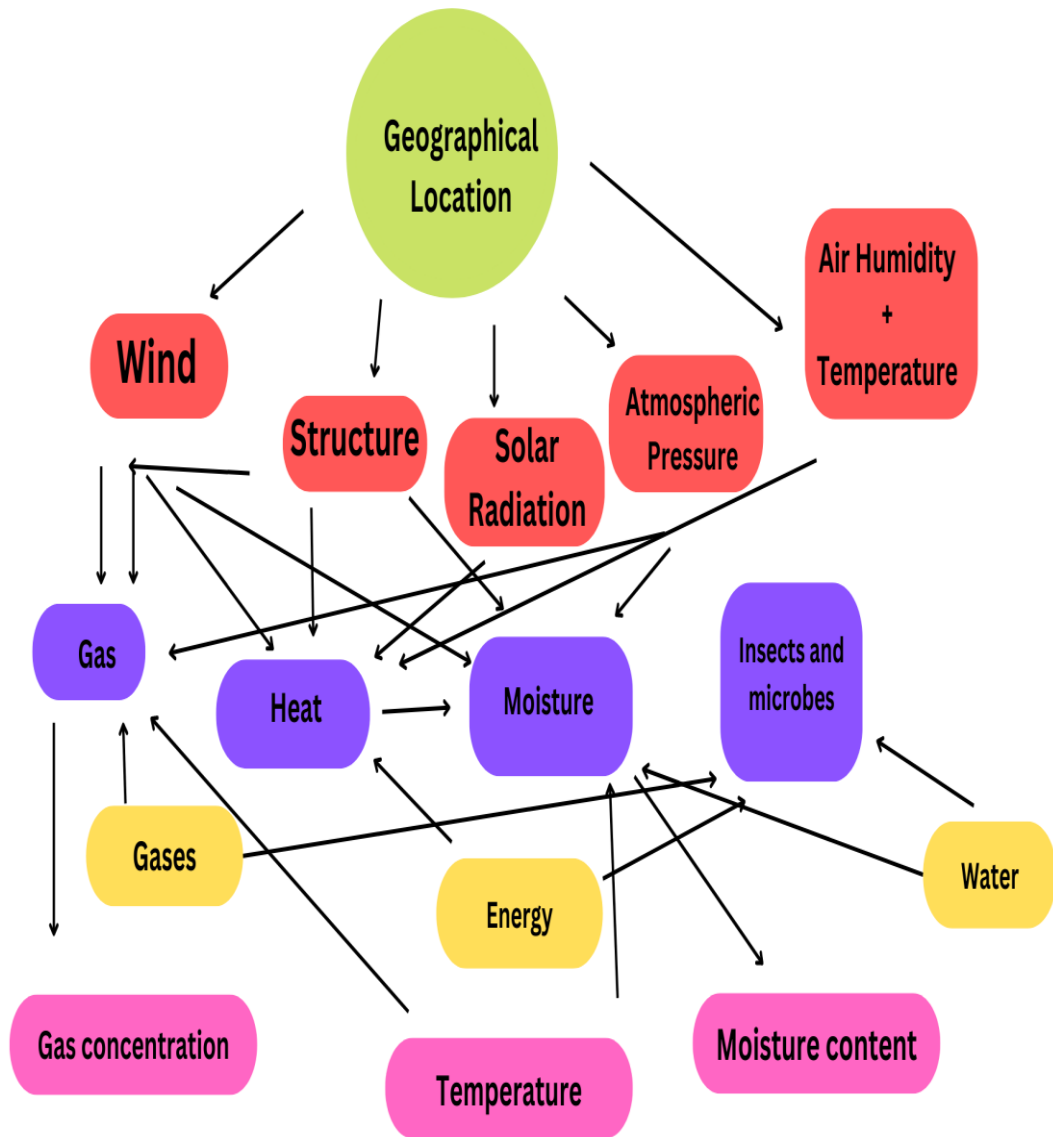 Geographical
Location
Air Humidity
+
Temperature
Wind
Structure
Solar
Radiation
Atmospheric
Pressure
Gas
Heat
Moisture
Insects and
microbes
Gases
Energy
Water
Gas concentration
Temperature
Moisture content